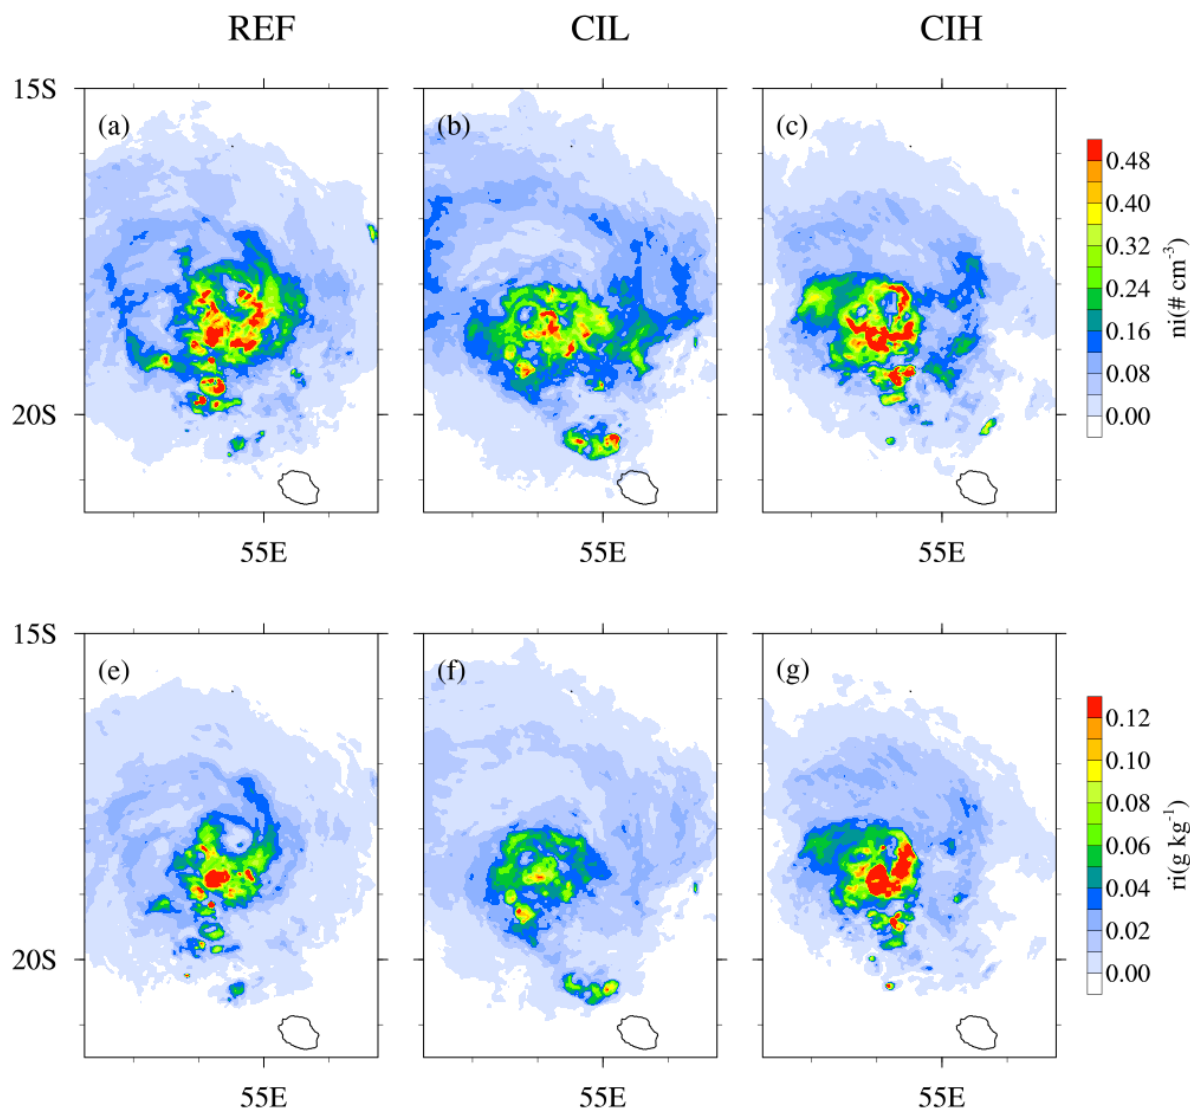 REF CIL CIH
15S (a) (b) (c)
0.48
0.40
0.32
0.24
0.16
0.08
0.00
ni(# cm⁻³)
20S
55E 55E 55E
15S (e) (f) (g)
0.12
0.10
0.08
0.06
0.04
0.02
0.00
ri(g kg⁻¹)
20S
55E 55E 55E